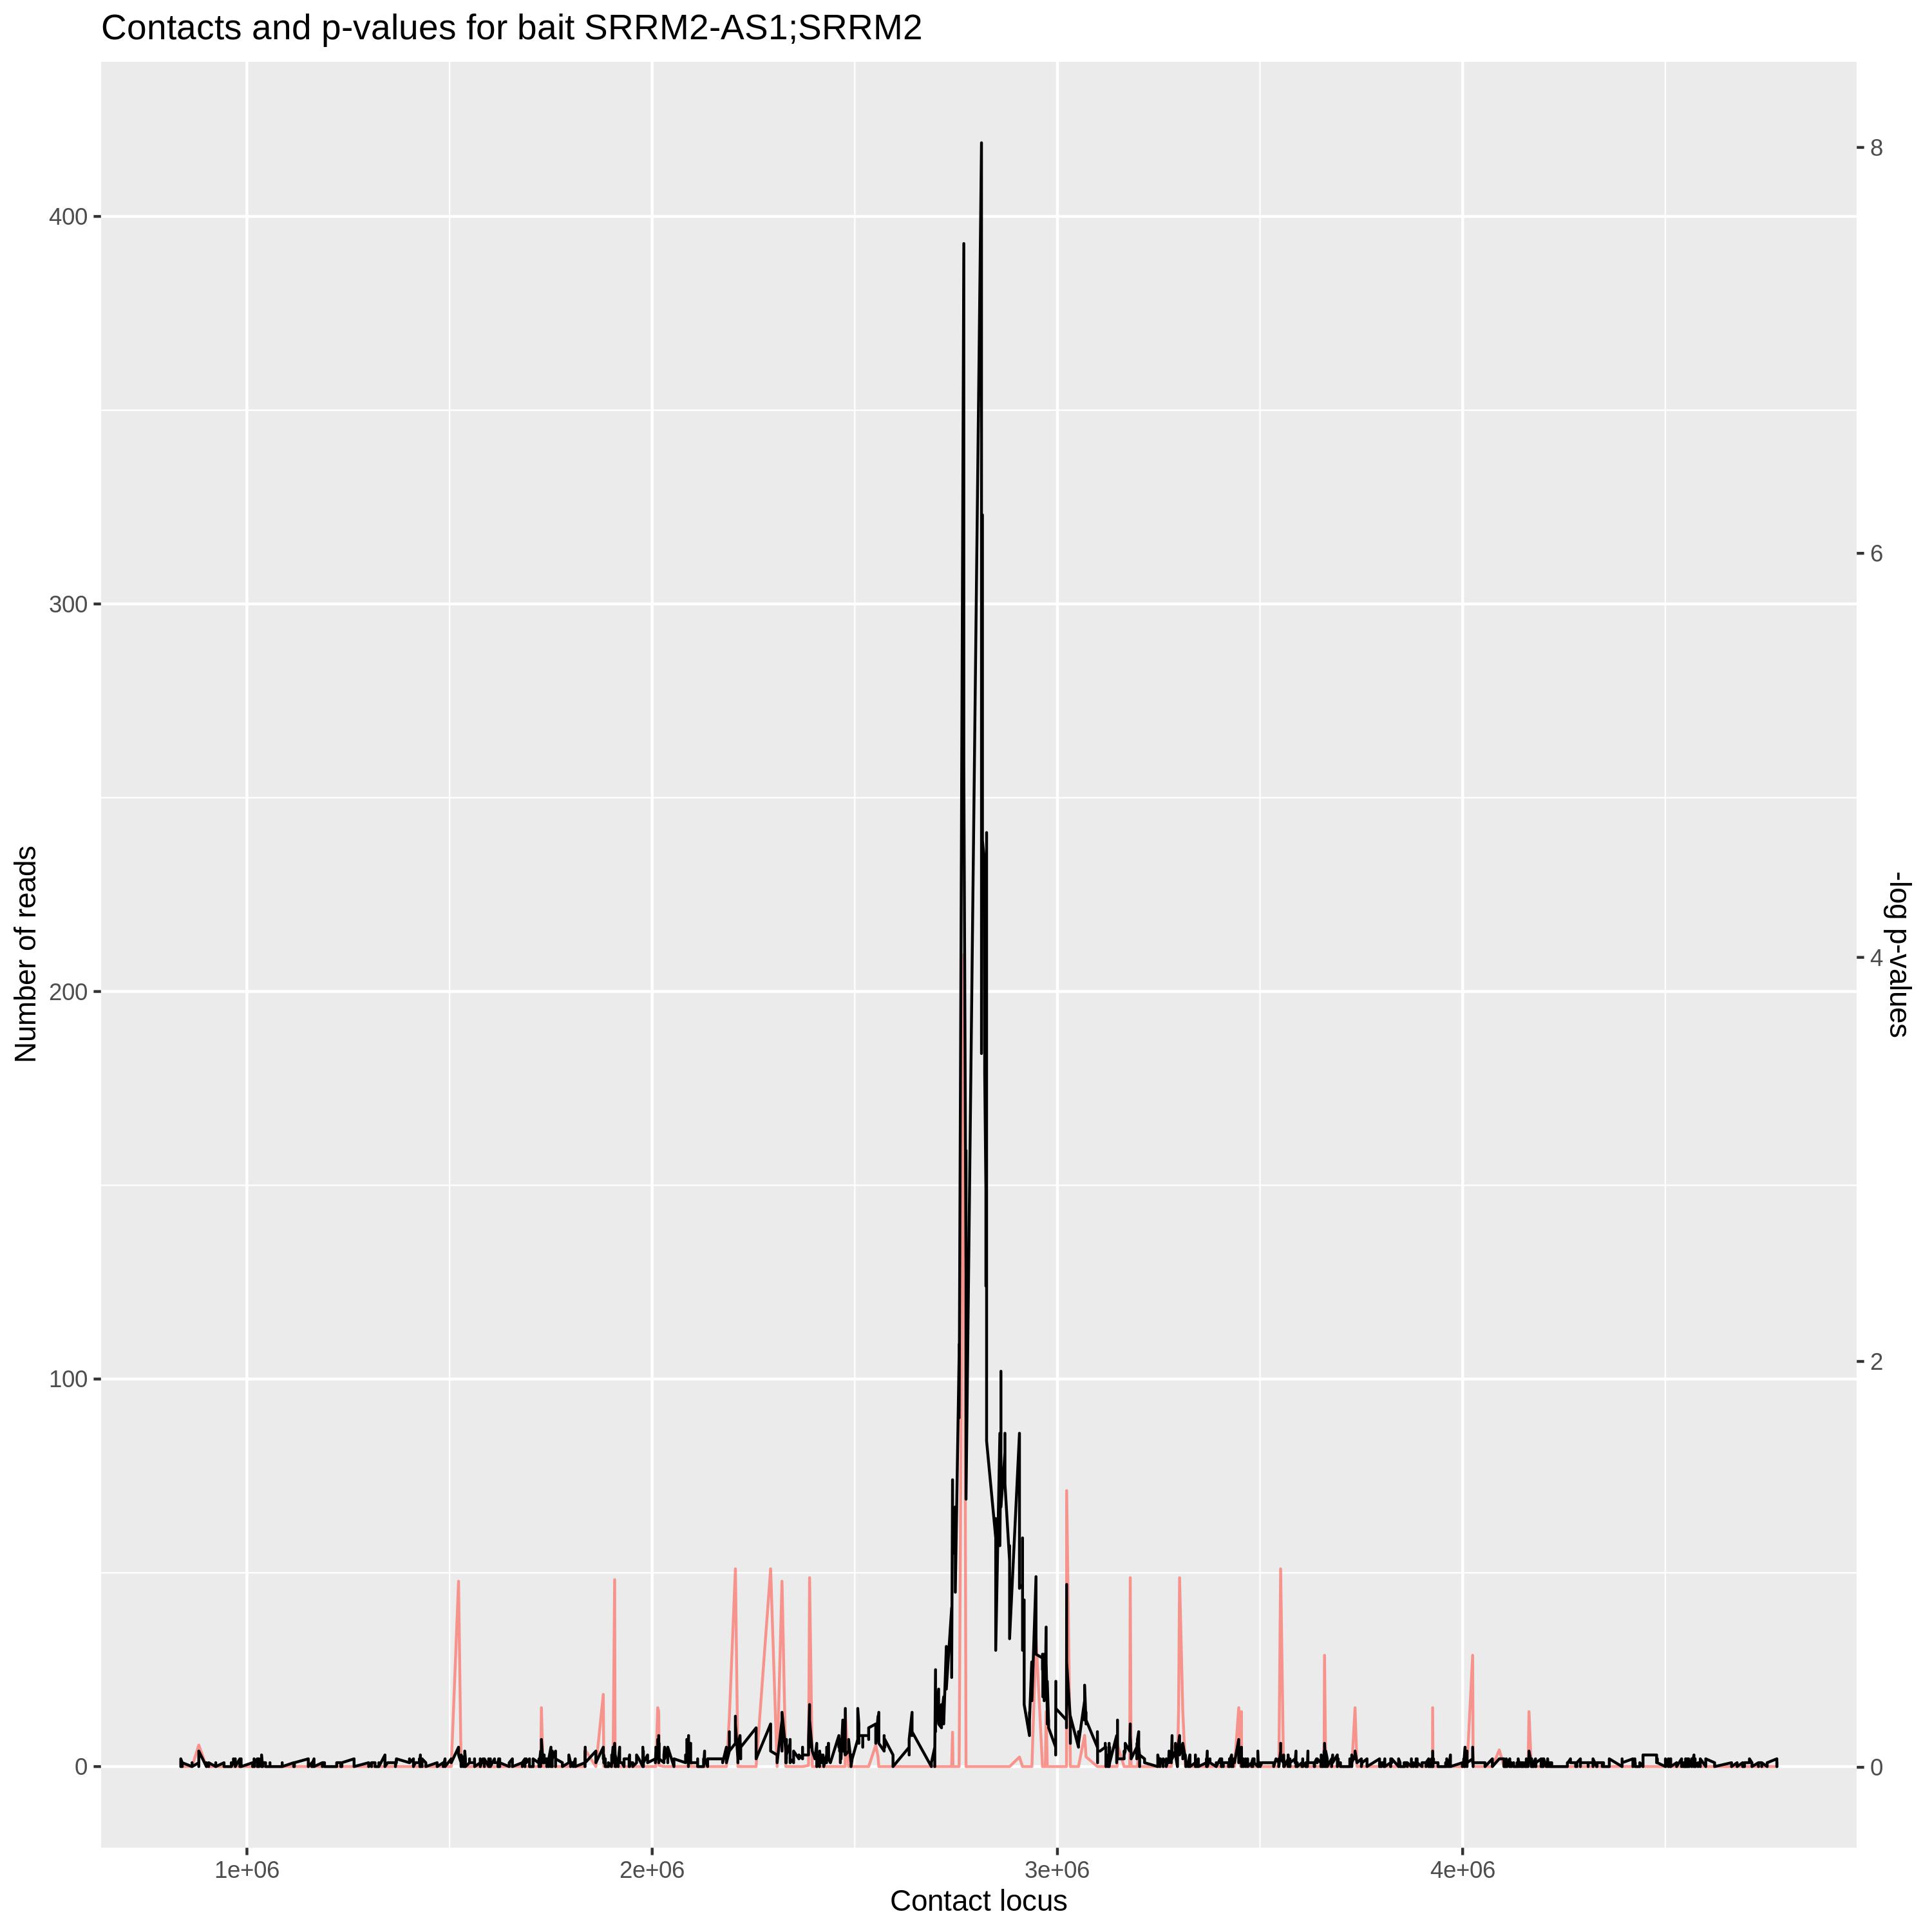 Contacts and p-values for bait SRRM2-AS1;SRRM2
Number of reads
400
300
200
100
0
8
6
4
2
0
-log p-values
1e+06
2e+06
3e+06
4e+06
Contact locus